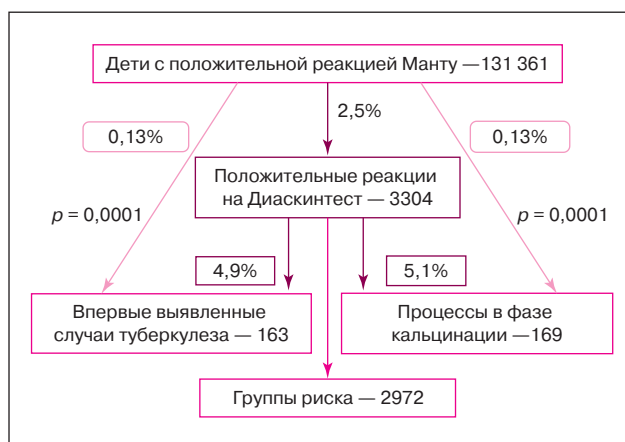 Дети с положительной реакцией Манту —131 361
0,13%
2,5%
0,13%
Положительные реакции
на Диаскинтест — 3304
p = 0,0001
p = 0,0001
4,9%
5,1%
Впервые выявленные
случаи туберкулеза — 163
Процессы в фазе
кальцинации —169
Группы риска — 2972